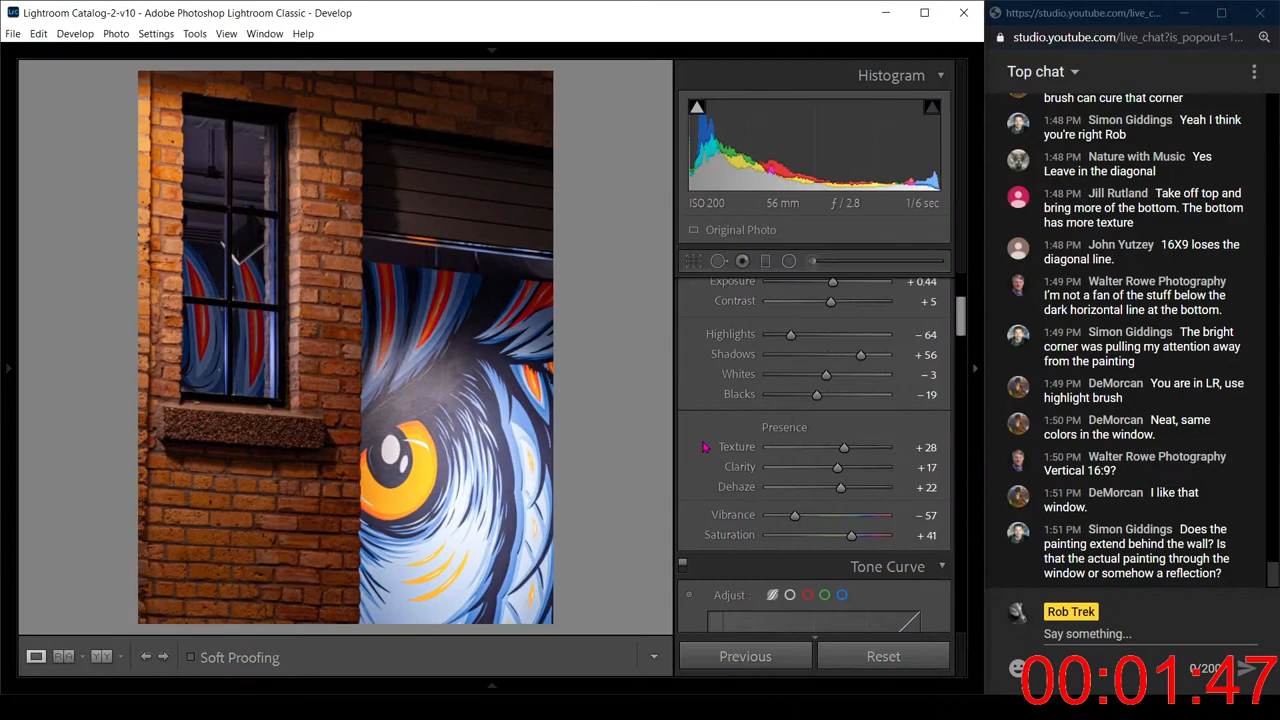 Lightroom Catalog-2-v10 - Adobe Photoshop Lightroom Classic - Develop
File Edit Develop Photo Settings Tools View Window Help
Histogram
ISO 200 56 mm ƒ / 2.8 1/6 sec
Original Photo
Exposure + 0.44
Contrast + 5
Highlights – 64
Shadows + 56
Whites – 3
Blacks – 19
Presence
Texture + 28
Clarity + 17
Dehaze + 22
Vibrance – 57
Saturation + 41
Tone Curve
Adjust :
Previous Reset
Soft Proofing
https://studio.youtube.com/live_c...
studio.youtube.com/live_chat?is_popout=1...
Top chat
brush can cure that corner
1:48 PM Simon Giddings Yeah I think
you're right Rob
1:48 PM Nature with Music Yes
Leave in the diagonal
1:48 PM Jill Rutland Take off top and
bring more of the bottom. The bottom
has more texture
1:48 PM John Yutzey 16X9 loses the
diagonal line.
1:49 PM Walter Rowe Photography
I'm not a fan of the stuff below the
dark horizontal line at the bottom.
1:49 PM Simon Giddings The bright
corner was pulling my attention away
from the painting
1:49 PM DeMorcan You are in LR, use
highlight brush
1:50 PM DeMorcan Neat, same
colors in the window.
1:50 PM Walter Rowe Photography
Vertical 16:9?
1:51 PM DeMorcan I like that
window.
1:51 PM Simon Giddings Does the
painting extend behind the wall? Is
that the actual painting through the
window or somehow a reflection?
Rob Trek
Say something...
0/200
00:01:47